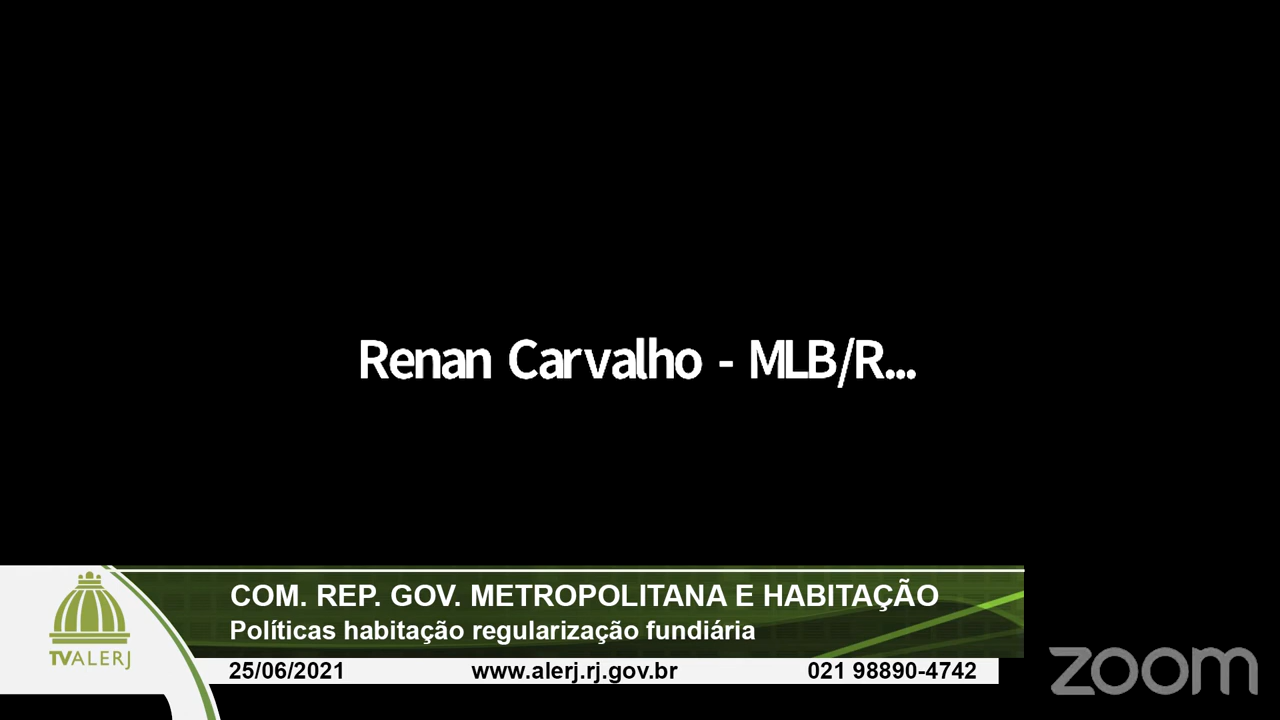 Renan Carvalho - MLB/R...
COM. REP. GOV. METROPOLITANA E HABITAÇÃO
Políticas habitação regularização fundiária
TVALERJ
25/06/2021 www.alerj.rj.gov.br 021 98890-4742
zoom